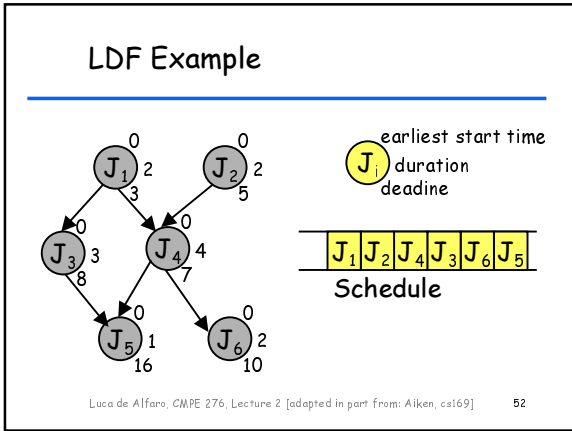 LDF Example
0
J1 2
3
0
J2 2
5
earliest start time
Ji duration
deadine
0
J3 3
8
0
J4 4
7
J1 J2 J4 J3 J6 J5
Schedule
0
J5 1
16
0
J6 2
10
Luca de Alfaro, CMPE 276, Lecture 2 [adapted in part from: Aiken, cs169] 52